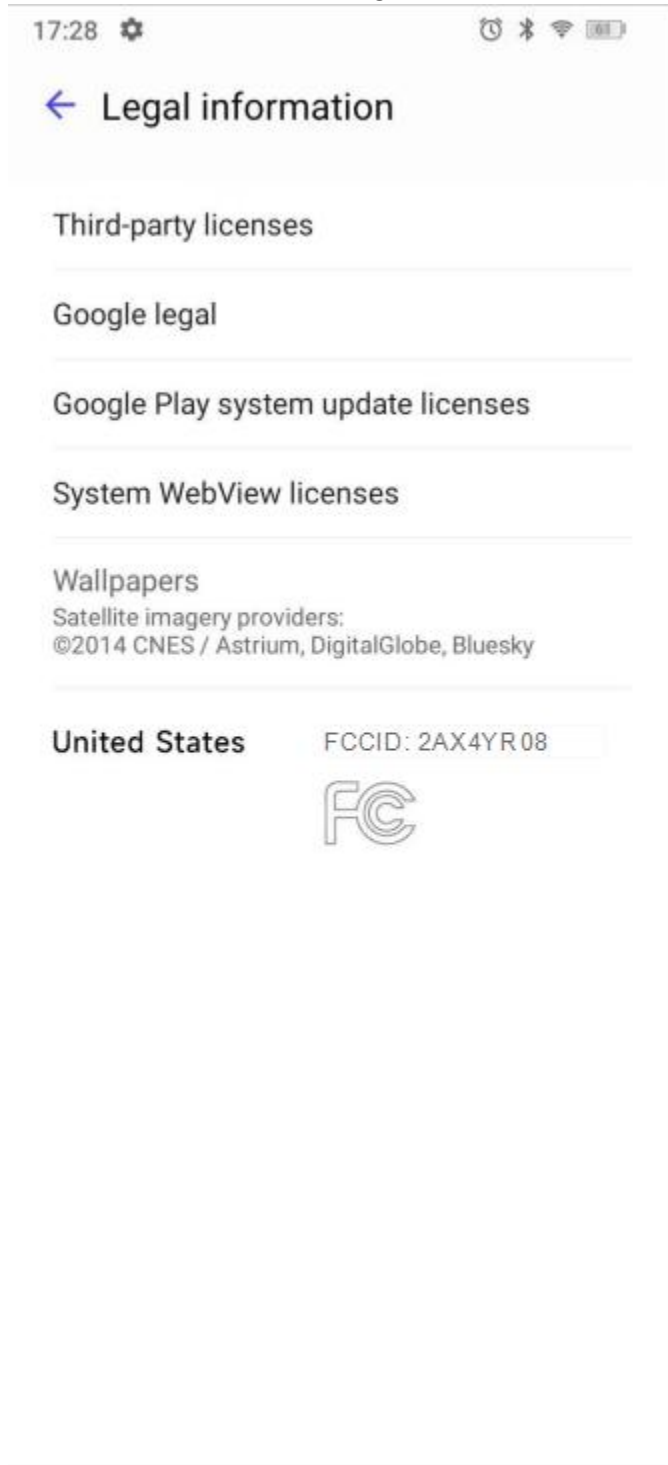 17:28
Legal information
Third-party licenses
Google legal
Google Play system update licenses
System WebView licenses
Wallpapers
Satellite imagery providers:
©2014 CNES / Astrium, DigitalGlobe, Bluesky
United States FCCID: 2AX4YR08
FC